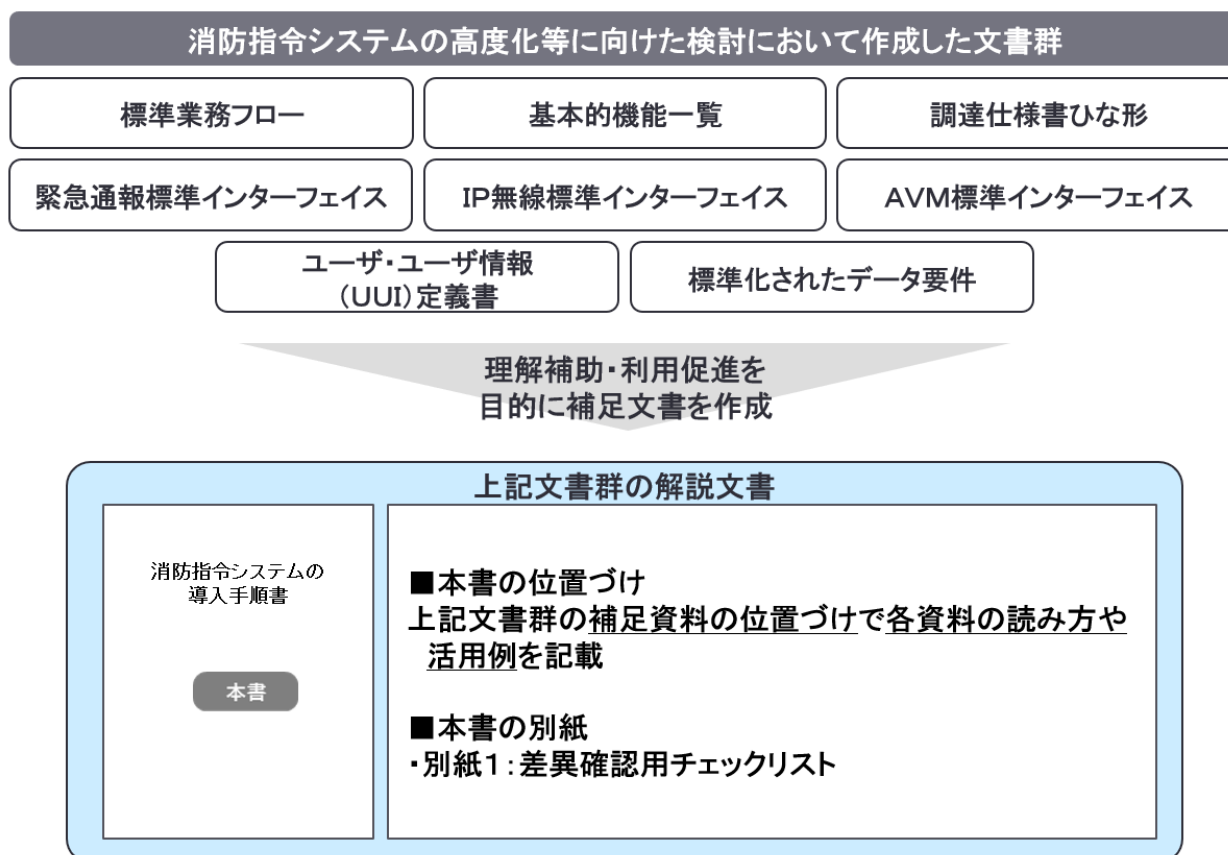 消防指令システムの高度化等に向けた検討において作成した文書群
標準業務フロー
基本的機能一覧
調達仕様書ひな形
緊急通報標準インターフェイス
IP無線標準インターフェイス
AVM標準インターフェイス
ユーザ・ユーザ情報
(UUI)定義書
標準化されたデータ要件
理解補助・利用促進を
目的に補足文書を作成
上記文書群の解説文書
消防指令システムの
導入手順書
本書
■本書の位置づけ
上記文書群の補足資料の位置づけで各資料の読み方や
活用例を記載
■本書の別紙
・別紙1:差異確認用チェックリスト